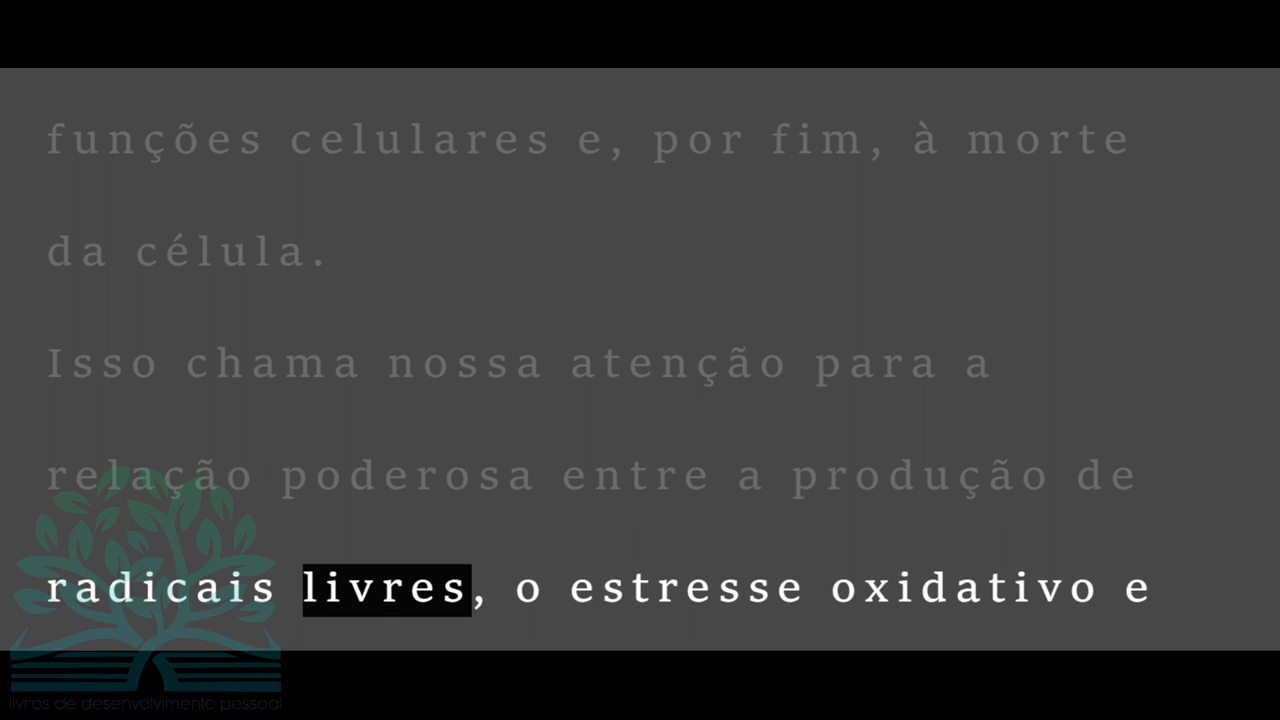 funções celulares e, por fim, à morte
da célula.
Isso chama nossa atenção para a
relação poderosa entre a produção de
radicais livres, o estresse oxidativo e
livros de desenvolvimento pessoal